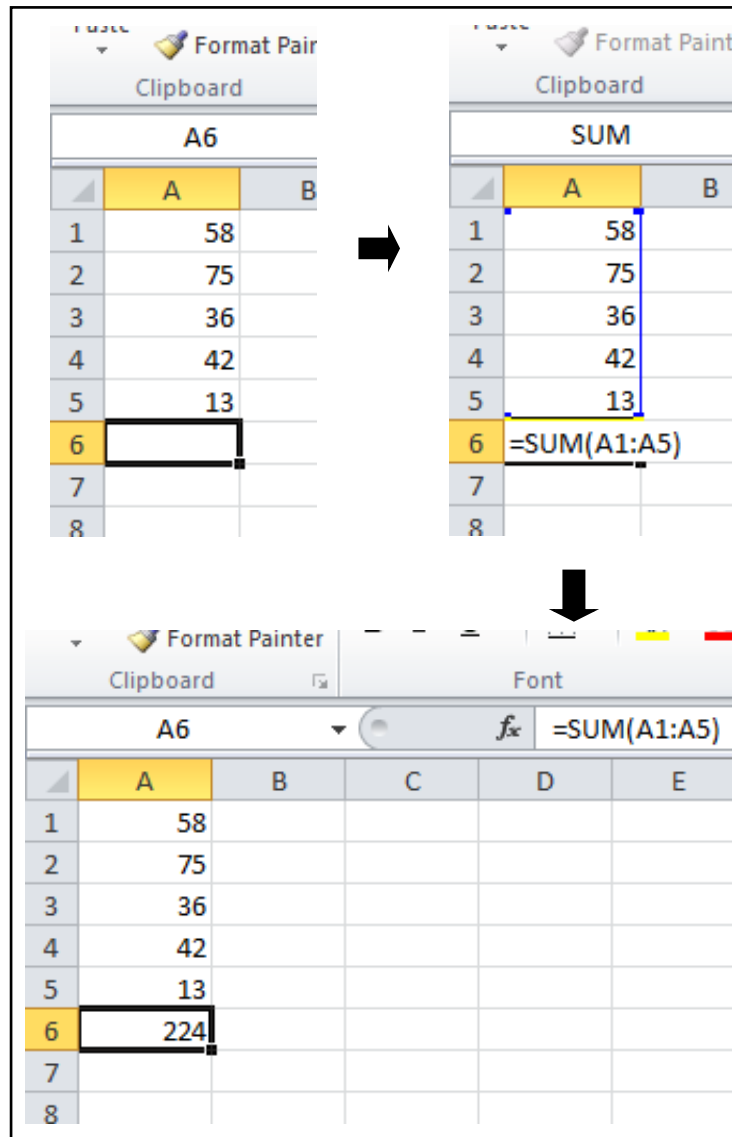 Format Pain
Clipboard
A6
A B
1 58
2 75
3 36
4 42
5 13
6
7
8
Format Paint
Clipboard
SUM
A B
1 58
2 75
3 36
4 42
5 13
6 =SUM(A1:A5)
7
8
Format Painter
Clipboard Font
A6 fx =SUM(A1:A5)
A B C D E
1 58
2 75
3 36
4 42
5 13
6 224
7
8